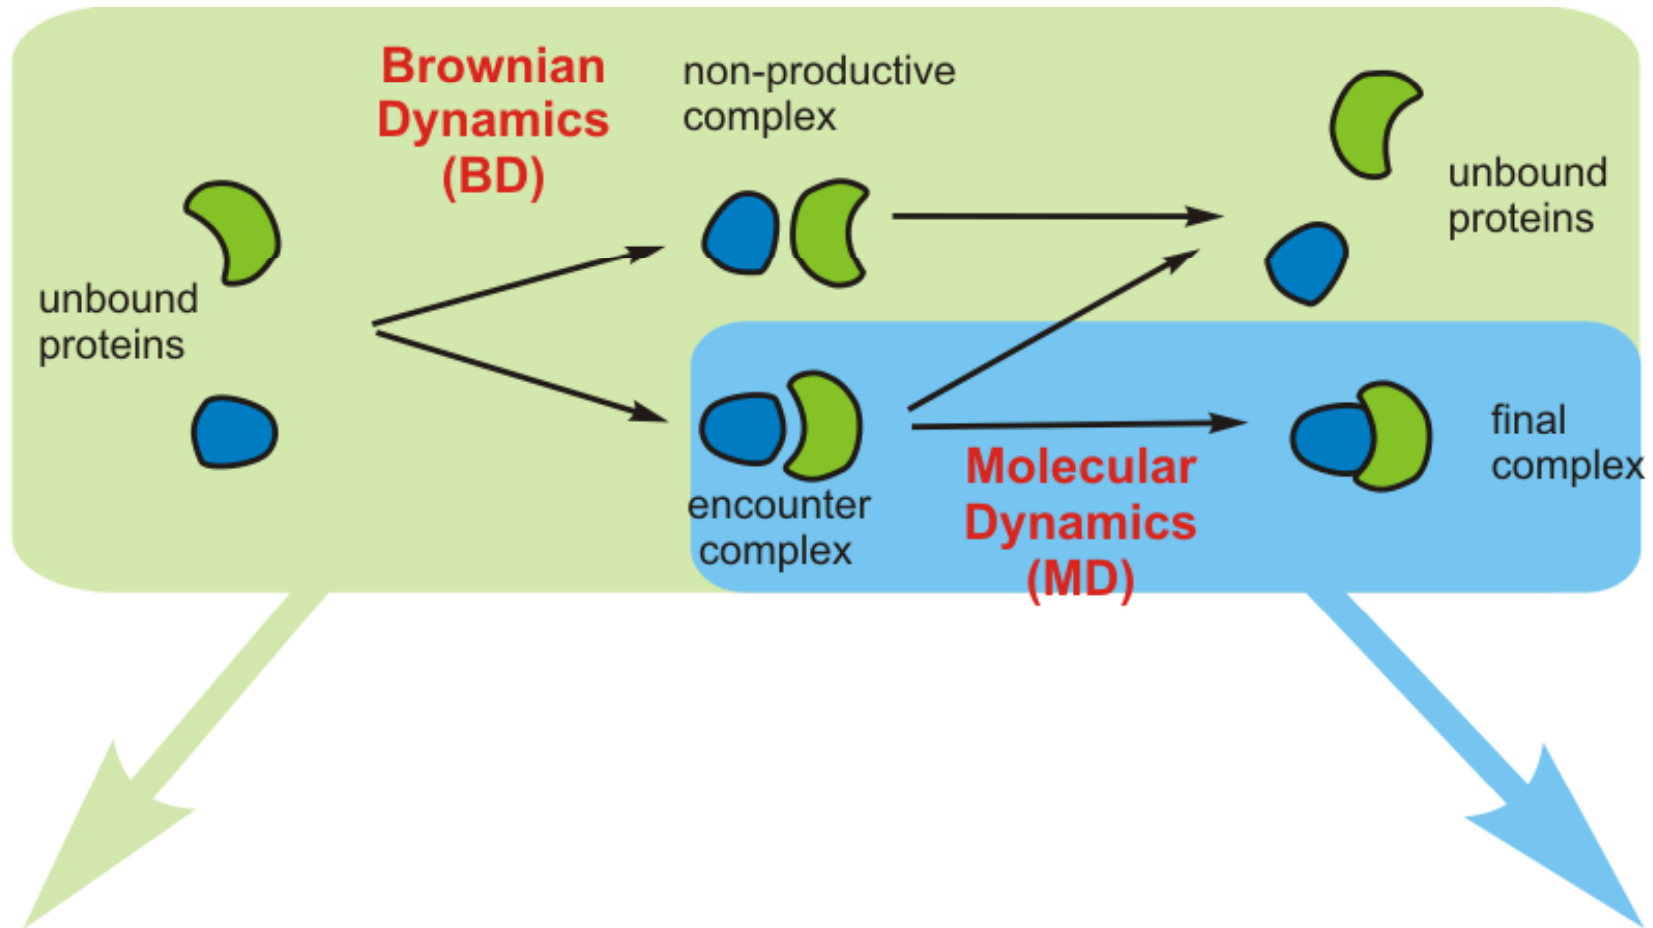 Brownian
Dynamics
(BD)
non-productive
complex
unbound
proteins
unbound
proteins
encounter
complex
Molecular
Dynamics
(MD)
final
complex